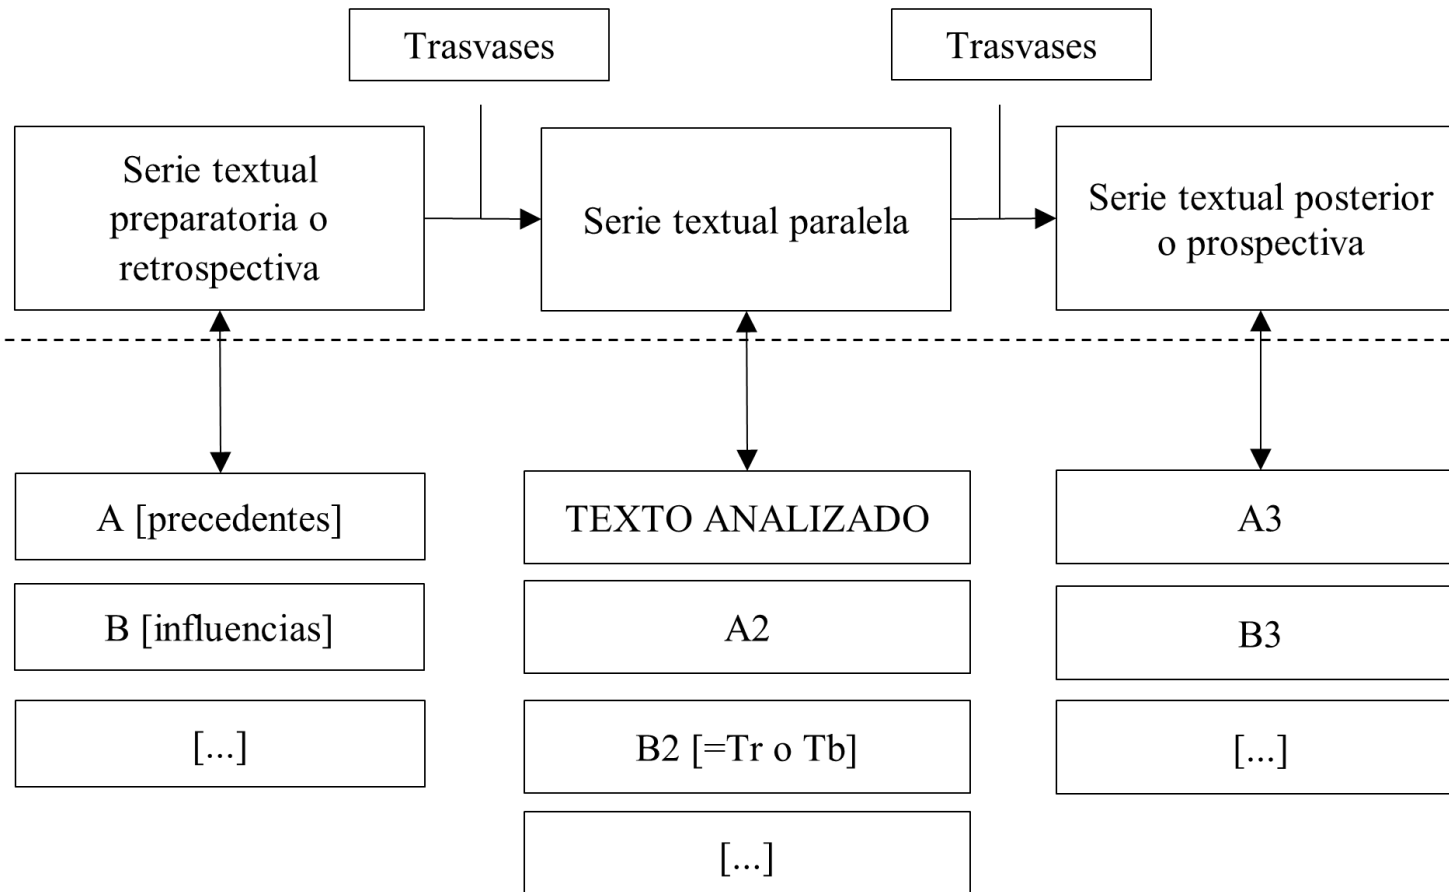 Trasvases
Trasvases
Serie textual
preparatoria o
retrospectiva
Serie textual paralela
Serie textual posterior
o prospectiva
A [precedentes]
TEXTO ANALIZADO
A3
B [influencias]
A2
B3
[...]
B2 [=Tr o Tb]
[...]
[...]